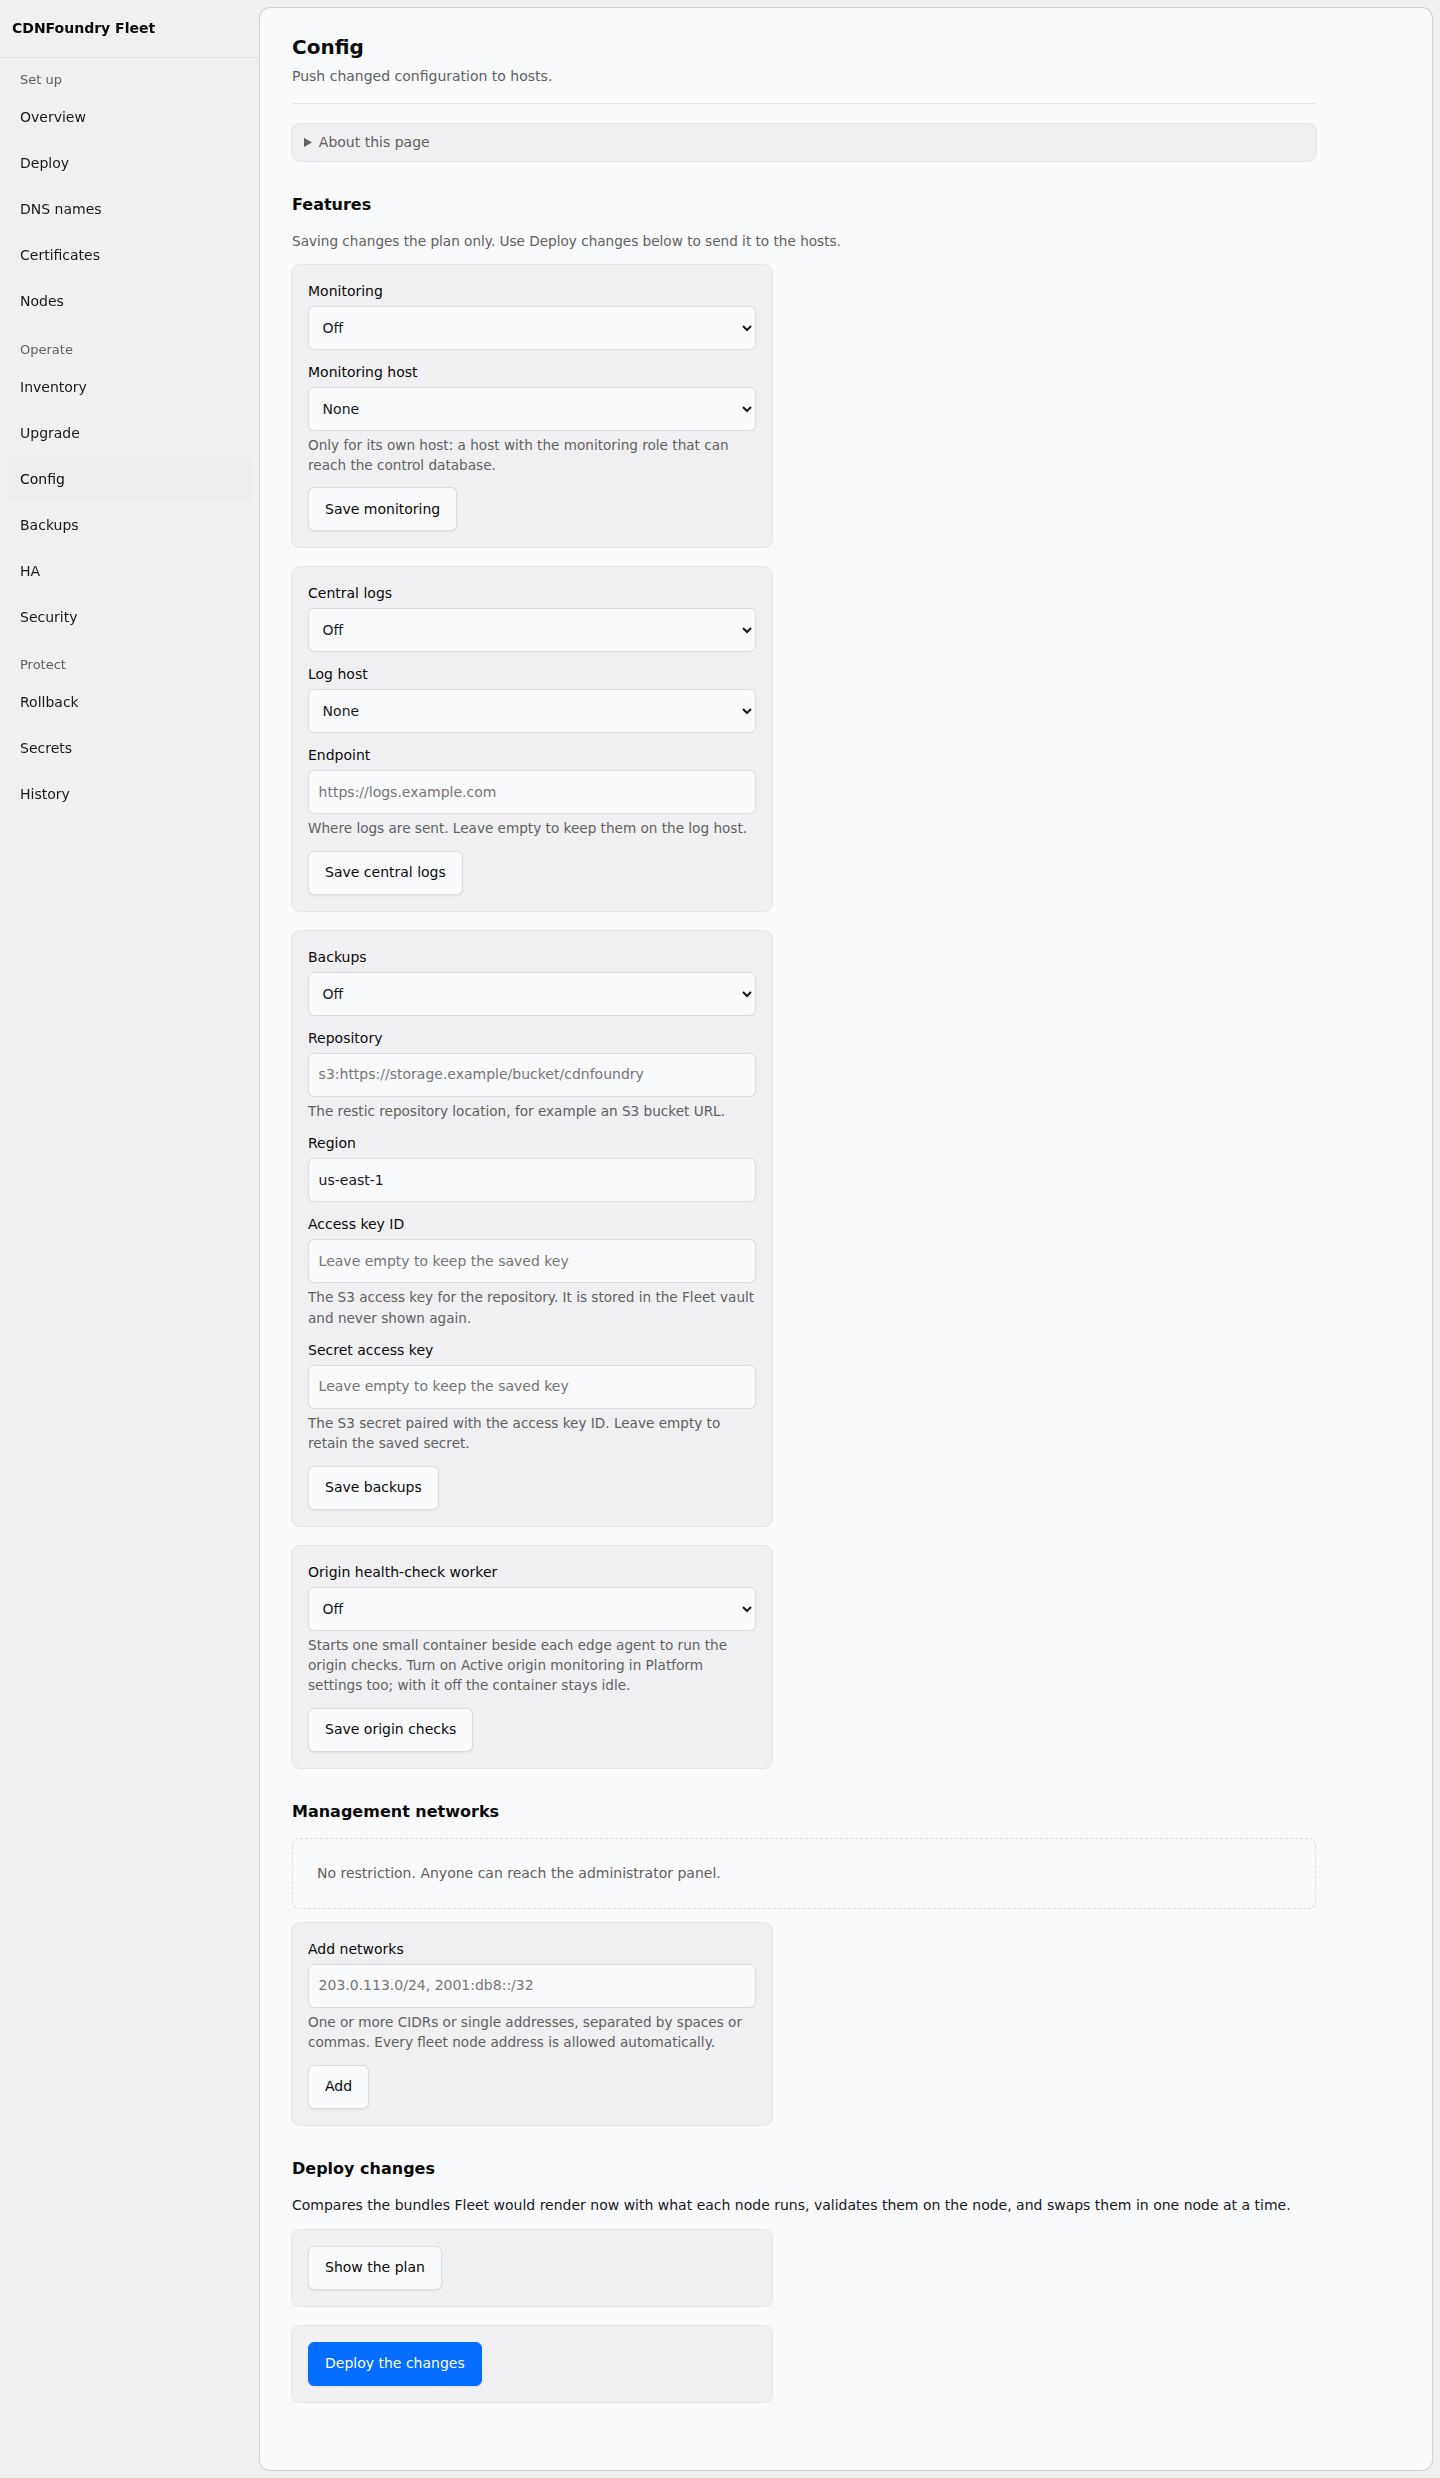 CDNFoundry Fleet
Set up
Overview
Deploy
DNS names
Certificates
Nodes
Operate
Inventory
Upgrade
Config
Backups
HA
Security
Protect
Rollback
Secrets
History
Config
Push changed configuration to hosts.
About this page
Features
Saving changes the plan only. Use Deploy changes below to send it to the hosts.
Monitoring
Off
Monitoring host
None
Only for its own host: a host with the monitoring role that can
reach the control database.
Save monitoring
Central logs
Off
Log host
None
Endpoint
https://logs.example.com
Where logs are sent. Leave empty to keep them on the log host.
Save central logs
Backups
Off
Repository
s3:https://storage.example/bucket/cdnfoundry
The restic repository location, for example an S3 bucket URL.
Region
us-east-1
Access key ID
Leave empty to keep the saved key
The S3 access key for the repository. It is stored in the Fleet vault
and never shown again.
Secret access key
Leave empty to keep the saved key
The S3 secret paired with the access key ID. Leave empty to
retain the saved secret.
Save backups
Origin health-check worker
Off
Starts one small container beside each edge agent to run the
origin checks. Turn on Active origin monitoring in Platform
settings too; with it off the container stays idle.
Save origin checks
Management networks
No restriction. Anyone can reach the administrator panel.
Add networks
203.0.113.0/24, 2001:db8::/32
One or more CIDRs or single addresses, separated by spaces or
commas. Every fleet node address is allowed automatically.
Add
Deploy changes
Compares the bundles Fleet would render now with what each node runs, validates them on the node, and swaps them in one node at a time.
Show the plan
Deploy the changes